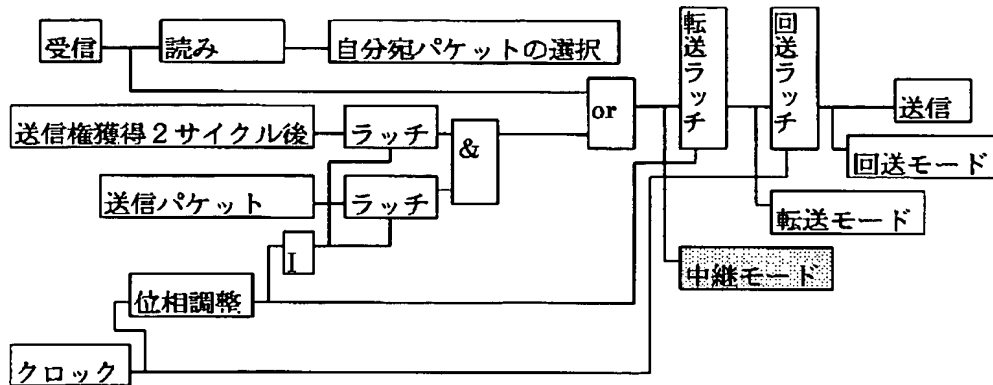 受信
読み
自分宛パケットの選択
転送ラッチ
回送ラッチ
or
送信
送信権獲得2サイクル後
ラッチ
&
回送モード
送信パケット
ラッチ
転送モード
I
中継モード
位相調整
クロック